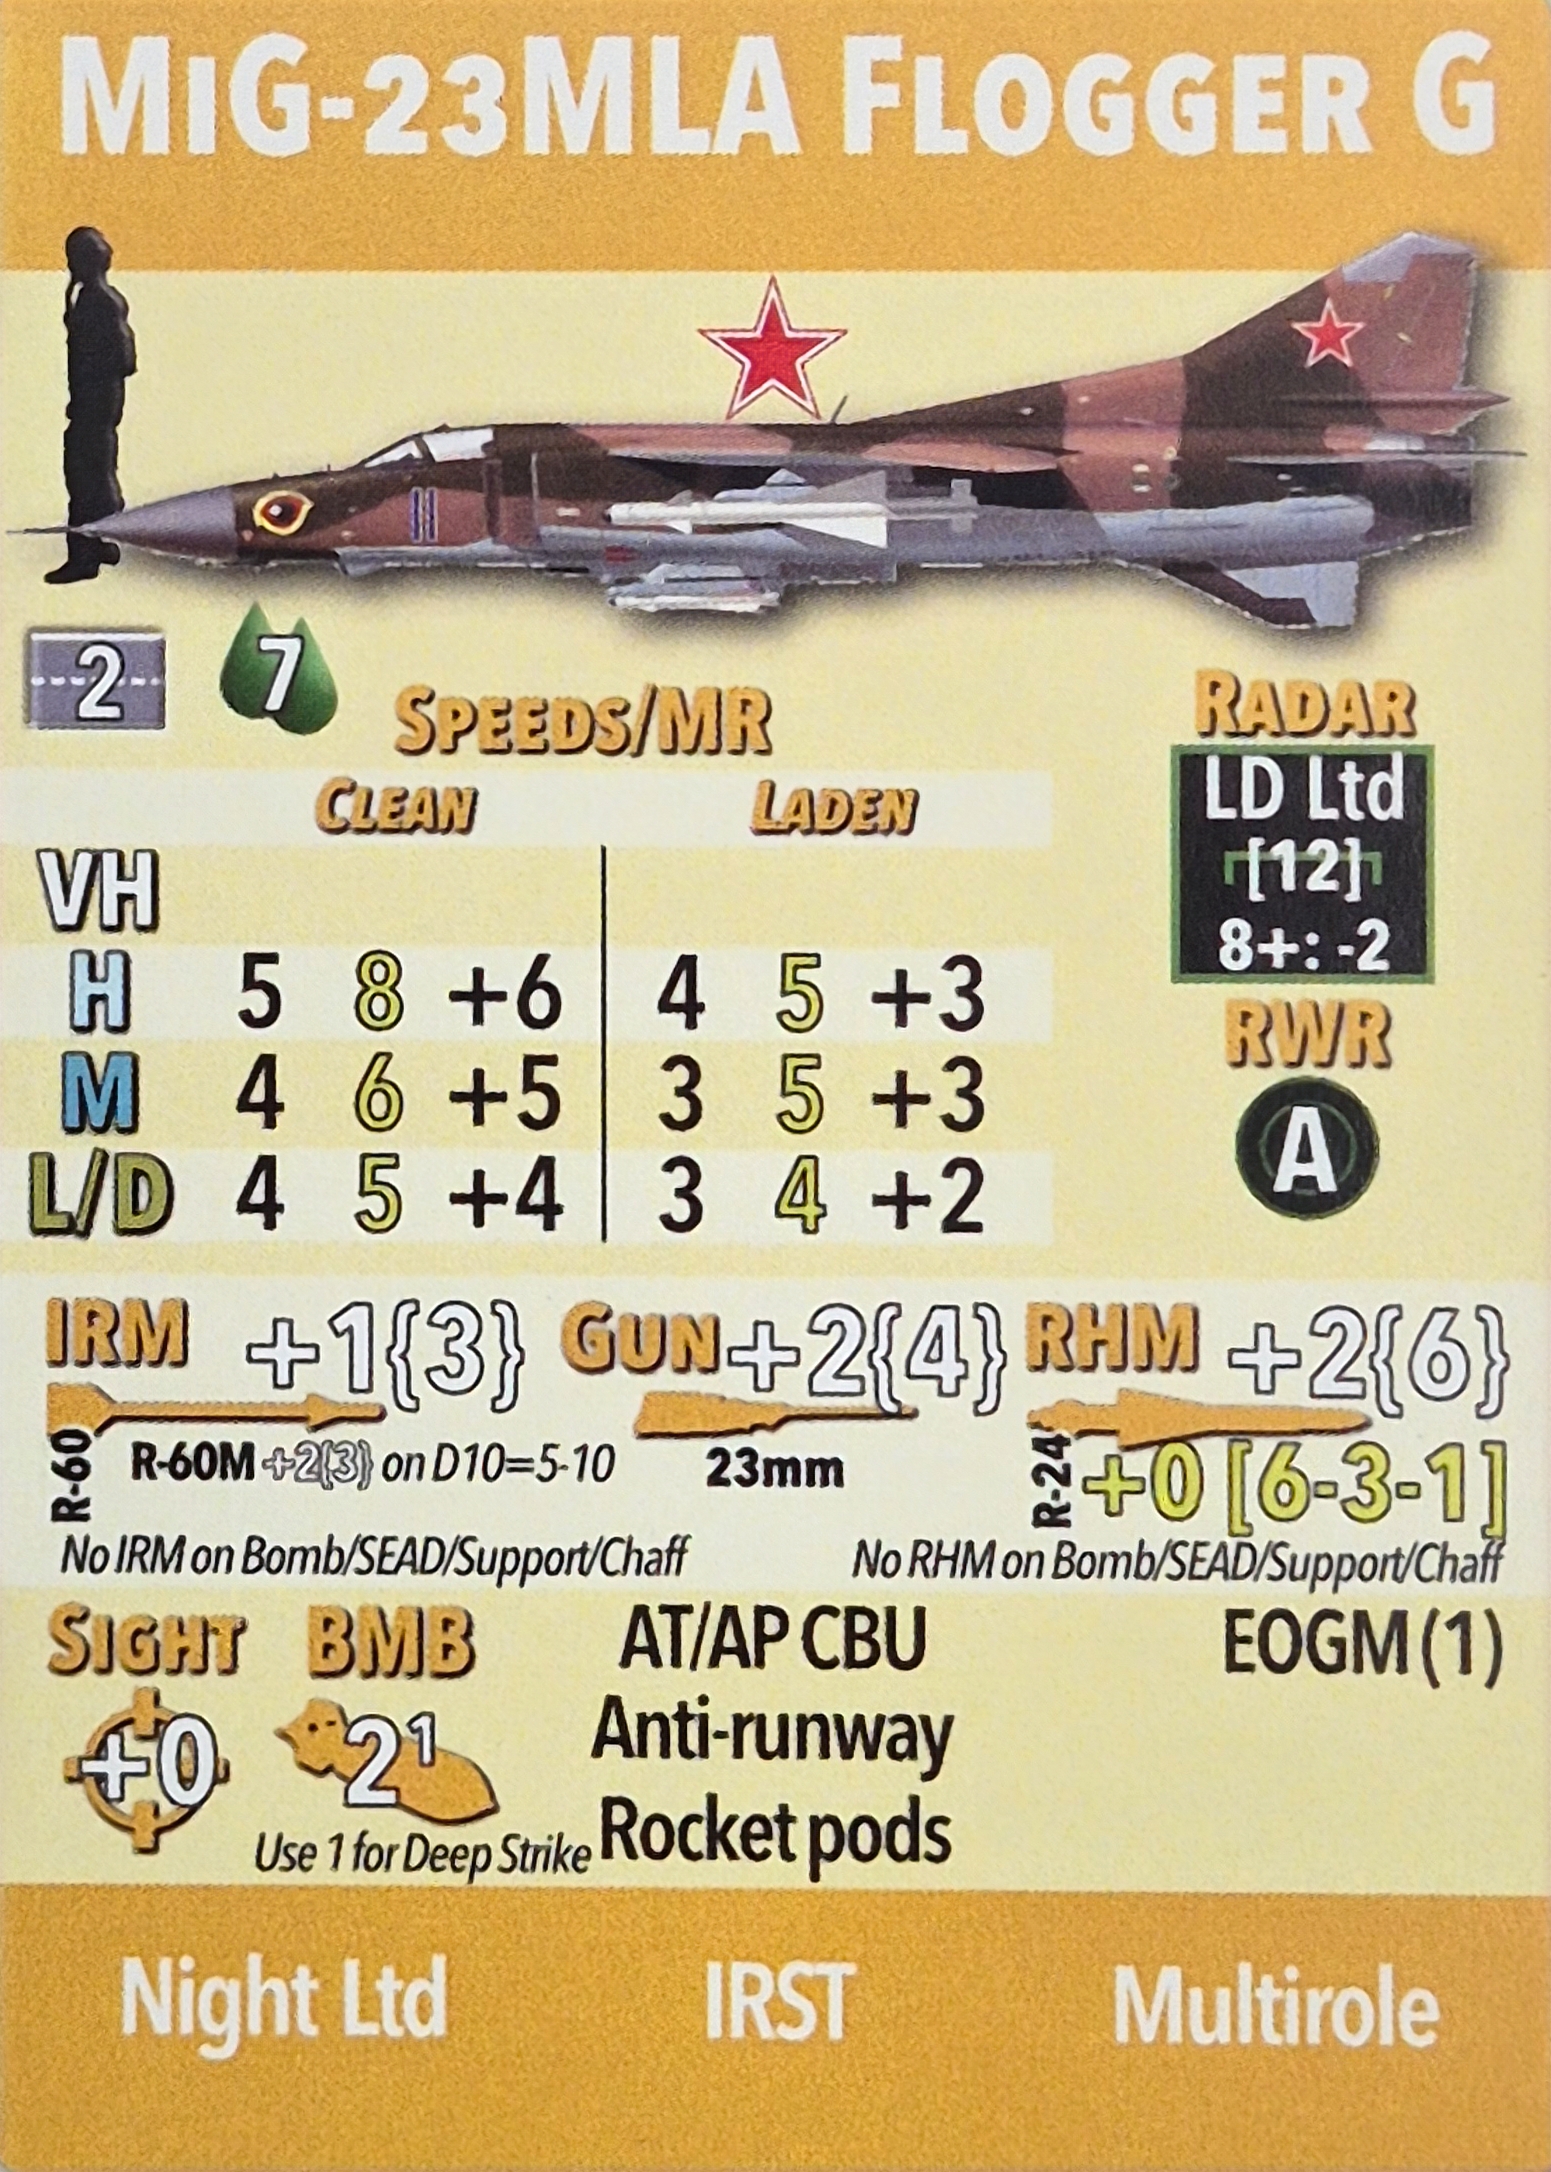 MiG-23MLA Flogger G
11
2 7
Speeds/MR
Radar
Clean Laden
LD Ltd
[12]
8+: -2
VH
H 5 8 +6 4 5 +3
RWR
M 4 6 +5 3 5 +3
A
L/D 4 5 +4 3 4 +2
IRM +1{3} Gun +2{4} RHM +2{6}
R-60 R-60M +2{3} on D10=5-10 23mm R-24 +0 [6-3-1]
No IRM on Bomb/SEAD/Support/Chaff No RHM on Bomb/SEAD/Support/Chaff
Sight BMB AT/AP CBU EOGM (1)
+0 2¹ Anti-runway
Use 1 for Deep Strike Rocket pods
Night Ltd IRST Multirole